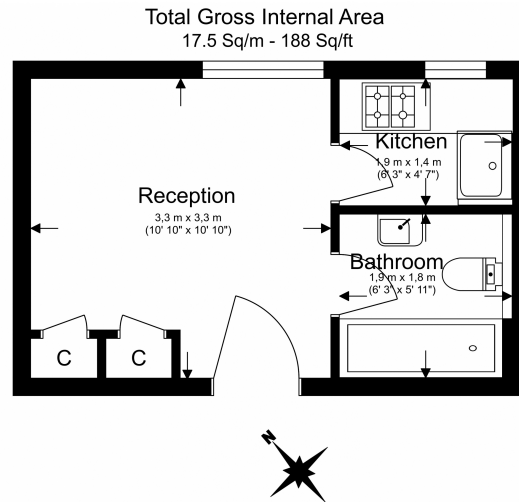 Total Gross Internal Area
17.5 Sq/m - 188 Sq/ft
Kitchen
1,9 m x 1,4 m
(6' 3" x 4' 7")
Reception
3,3 m x 3,3 m
(10' 10" x 10' 10")
Bathroom
1,9 m x 1,8 m
(6' 3" x 5' 11")
C
C
N